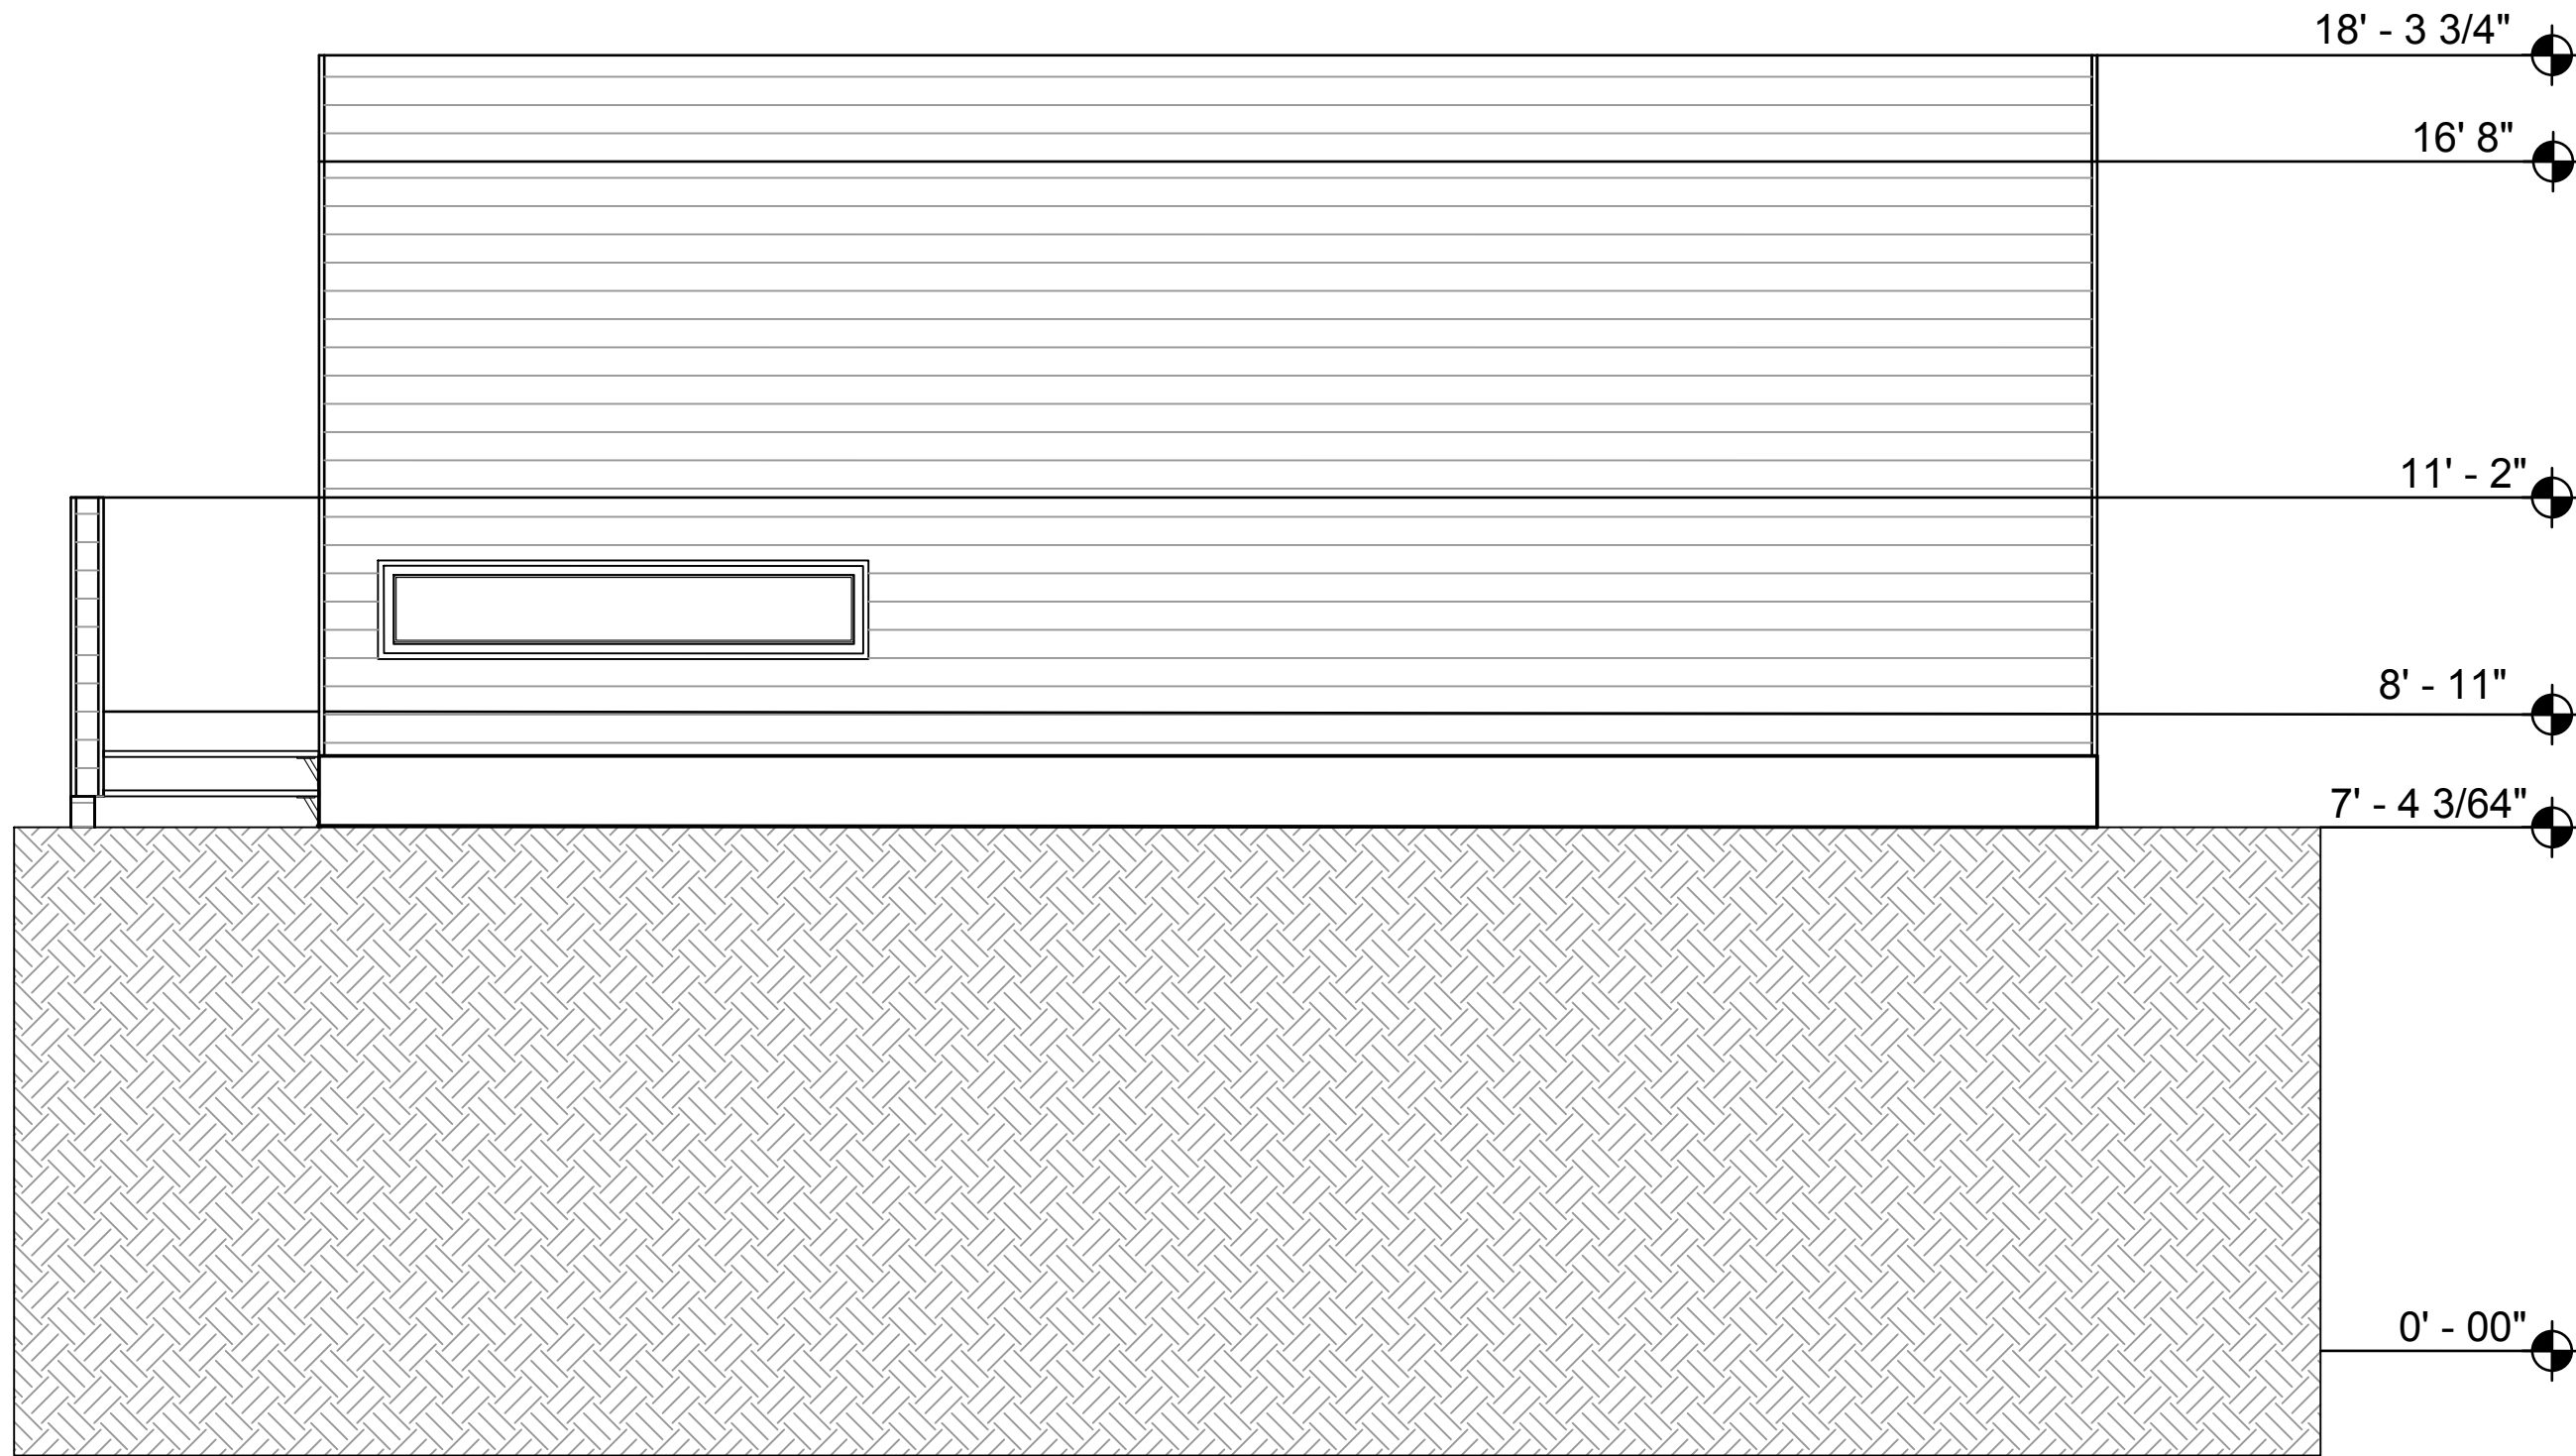 18' - 3 3/4"
16' 8"
11' - 2"
8' - 11"
7' - 4 3/64"
0' - 00"